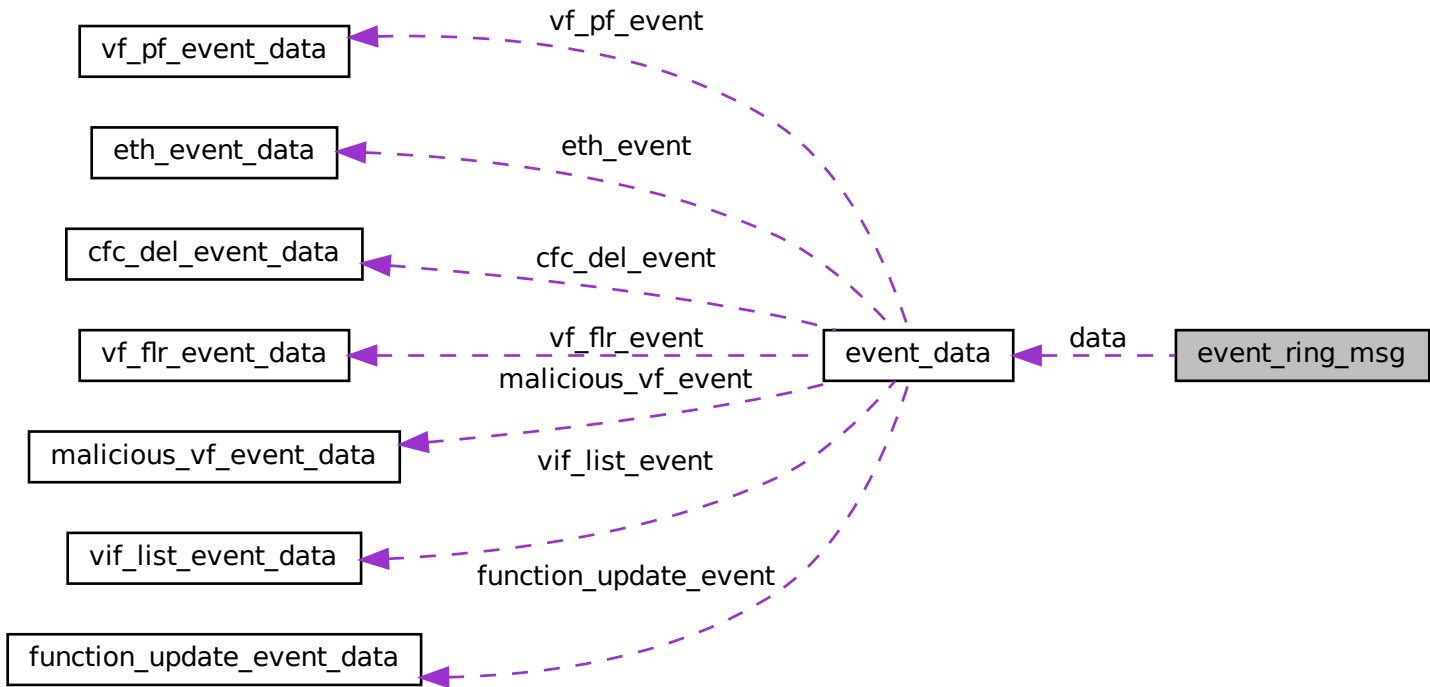 vf_pf_event
vf_pf_event_data
eth_event
eth_event_data
cfc_del_event
cfc_del_event_data
vf_flr_event
vf_flr_event_data
event_data
data
event_ring_msg
malicious_vf_event
malicious_vf_event_data
vif_list_event
vif_list_event_data
function_update_event
function_update_event_data